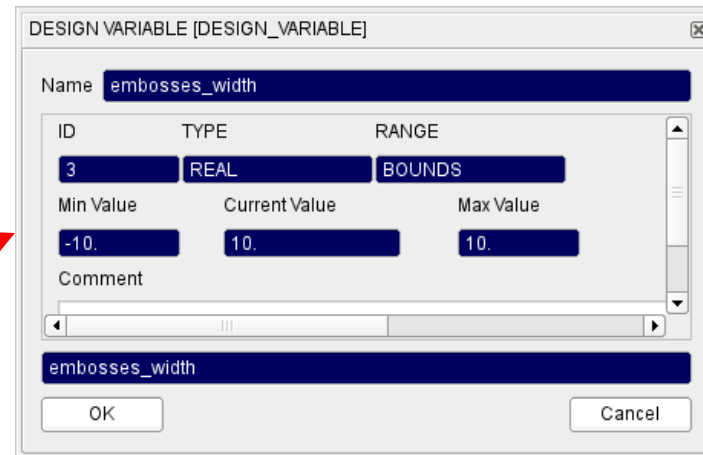 DESIGN VARIABLE [DESIGN_VARIABLE]
Name embosses_width
ID TYPE RANGE
3 REAL BOUNDS
Min Value Current Value Max Value
-10. 10. 10.
Comment
embosses_width
OK Cancel